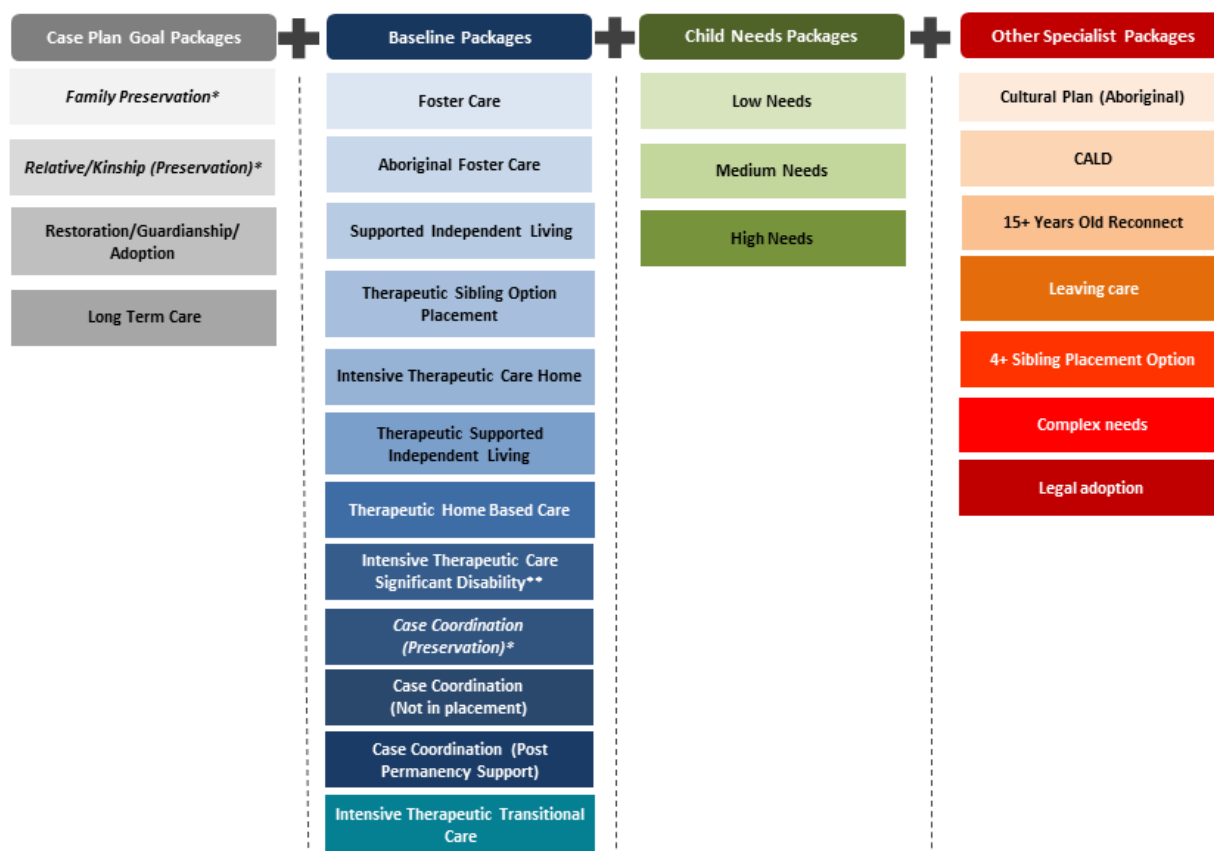 Case Plan Goal Packages
Family Preservation*
Relative/Kinship (Preservation)*
Restoration/Guardianship/
Adoption
Long Term Care
Baseline Packages
Foster Care
Aboriginal Foster Care
Supported Independent Living
Therapeutic Sibling Option
Placement
Intensive Therapeutic Care Home
Therapeutic Supported
Independent Living
Therapeutic Home Based Care
Intensive Therapeutic Care
Significant Disability**
Case Coordination
(Preservation)*
Case Coordination
(Not in placement)
Case Coordination (Post
Permanency Support)
Intensive Therapeutic Transitional
Care
Child Needs Packages
Low Needs
Medium Needs
High Needs
Other Specialist Packages
Cultural Plan (Aboriginal)
CALD
15+ Years Old Reconnect
Leaving care
4+ Sibling Placement Option
Complex needs
Legal adoption